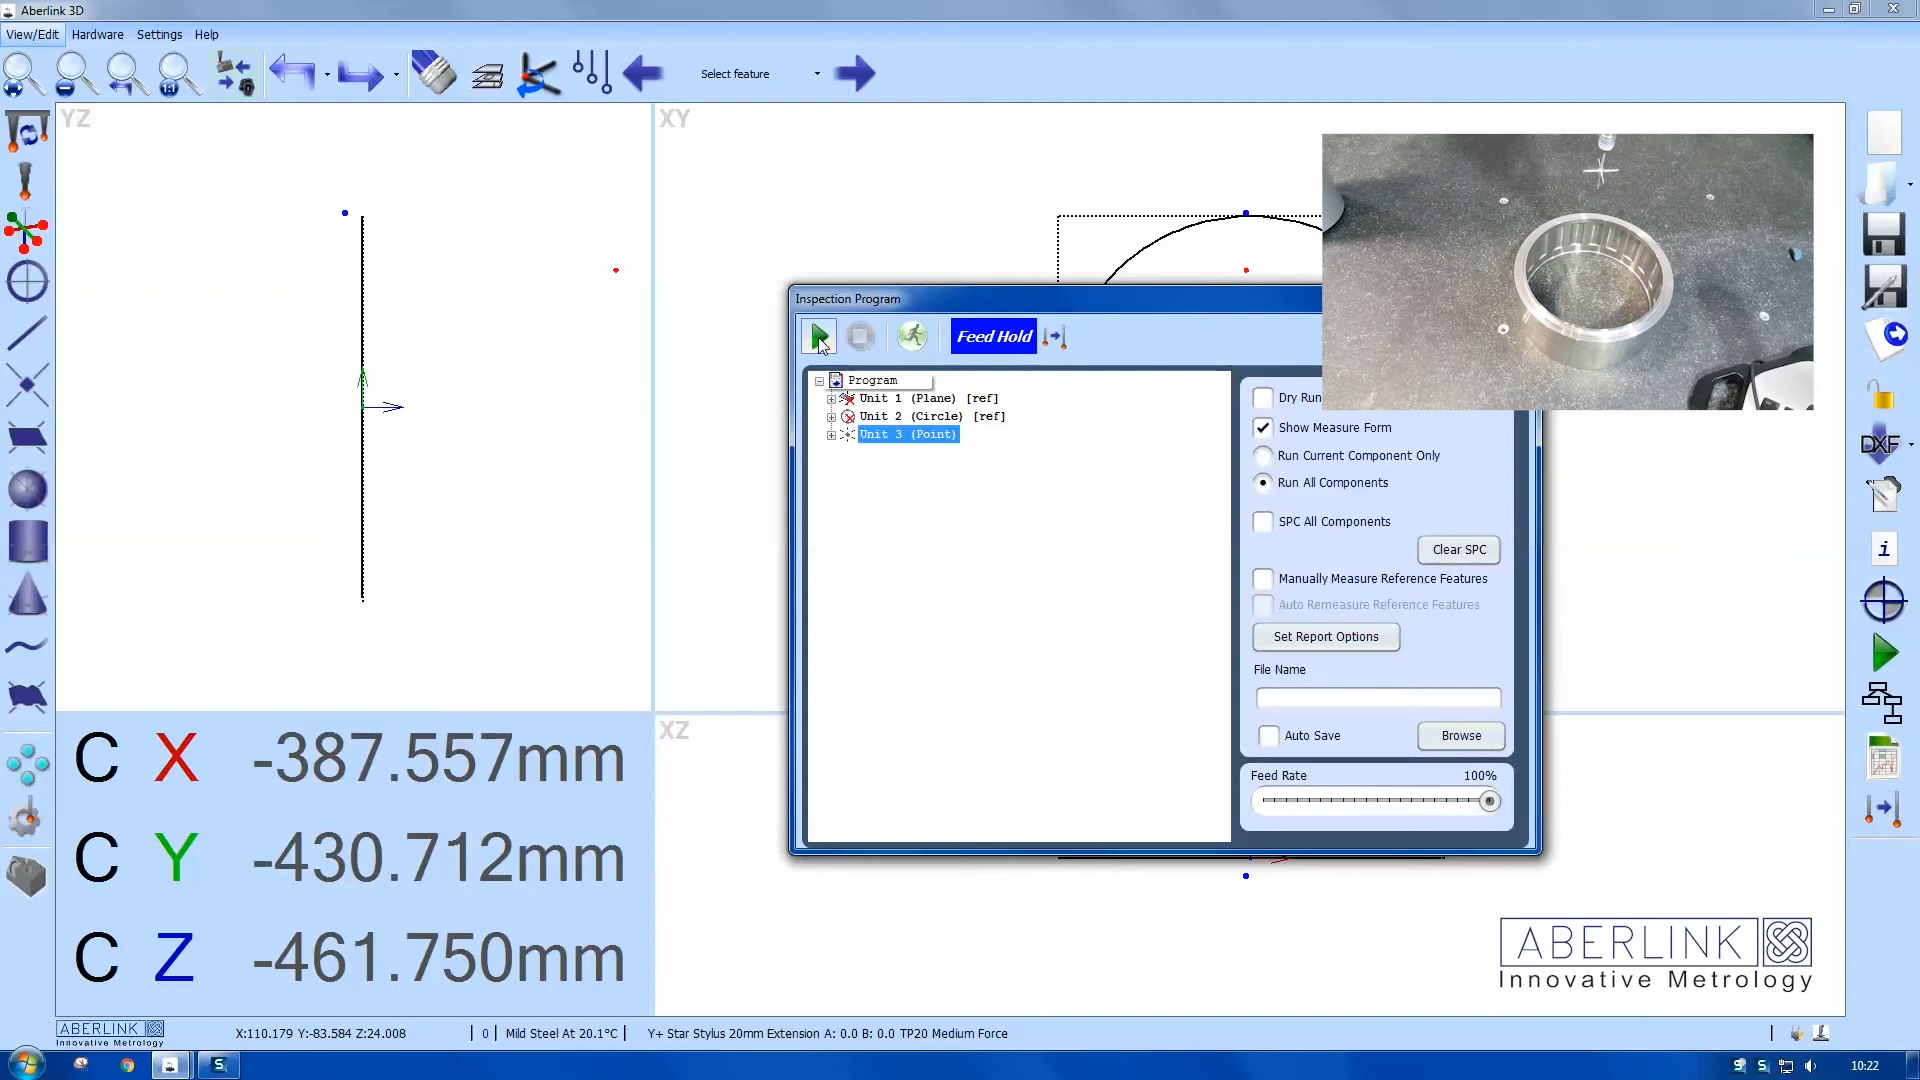 Aberlink 3D
View/Edit Hardware Settings Help
1:1
Select feature
YZ
XY
Inspection Program
Feed Hold
Program
Unit 1 (Plane) [ref]
Unit 2 (Circle) [ref]
Unit 3 (Point)
Dry Run
Show Measure Form
Run Current Component Only
Run All Components
SPC All Components
Clear SPC
Manually Measure Reference Features
Auto Remeasure Reference Features
Set Report Options
File Name
Auto Save
Browse
Feed Rate 100%
DXF
i
XZ
C X -387.557mm
C Y -430.712mm
C Z -461.750mm
ABERLINK
Innovative Metrology
ABERLINK
Innovative Metrology
X:110.179 Y:-83.584 Z:24.008
0
Mild Steel At 20.1°C
Y+ Star Stylus 20mm Extension A: 0.0 B: 0.0 TP20 Medium Force
S
S
10:22